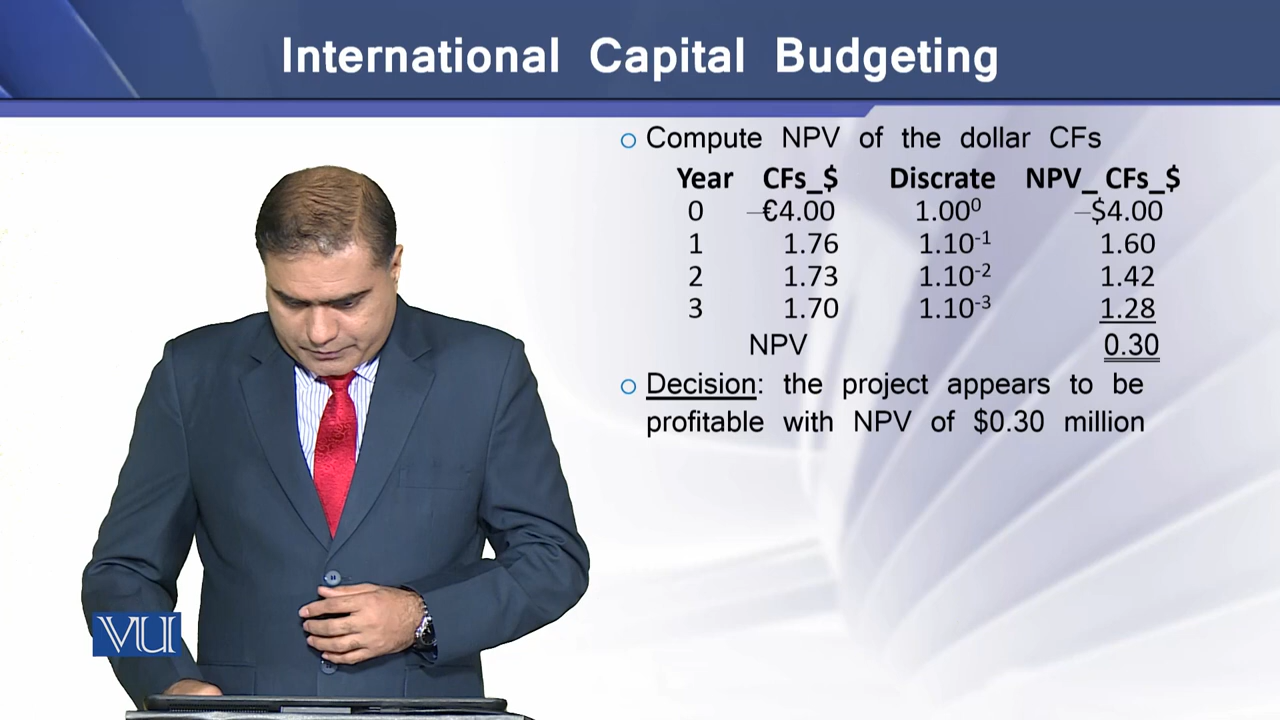 International Capital Budgeting
Compute NPV of the dollar CFs
Year CFs_$ Discrate NPV_ CFs_$
0 –€4.00 1.00⁰ –$4.00
1 1.76 1.10⁻¹ 1.60
2 1.73 1.10⁻² 1.42
3 1.70 1.10⁻³ 1.28
NPV 0.30
Decision: the project appears to be
profitable with NPV of $0.30 million
VU